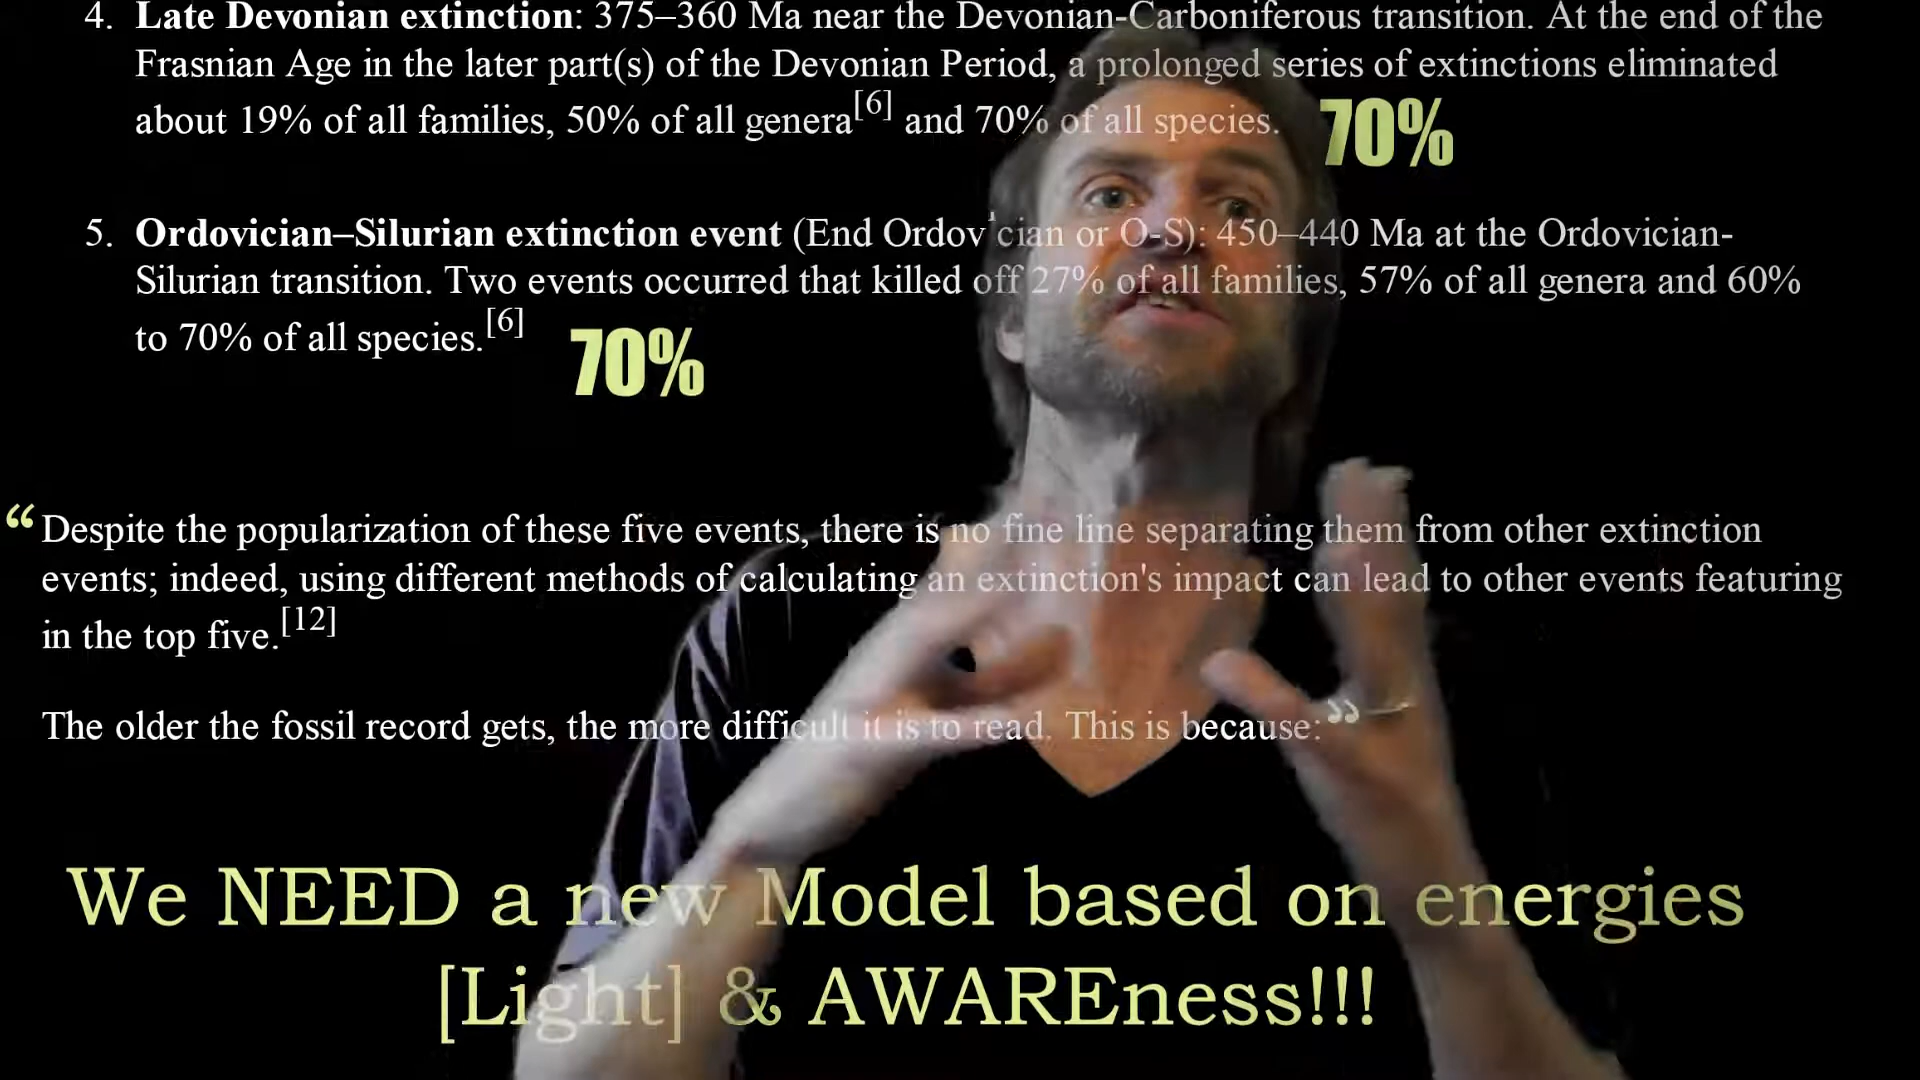 4. Late Devonian extinction: 375–360 Ma near the Devonian-Carboniferous transition. At the end of the
Frasnian Age in the later part(s) of the Devonian Period, a prolonged series of extinctions eliminated
about 19% of all families, 50% of all genera[6] and 70% of all species. 70%
5. Ordovician–Silurian extinction event (End Ordovician or O-S): 450–440 Ma at the Ordovician-
Silurian transition. Two events occurred that killed off 27% of all families, 57% of all genera and 60%
to 70% of all species.[6] 70%
“Despite the popularization of these five events, there is no fine line separating them from other extinction
events; indeed, using different methods of calculating an extinction's impact can lead to other events featuring
in the top five.[12]
The older the fossil record gets, the more difficult it is to read. This is because:”
We NEED a new Model based on energies
[Light] & AWAREness!!!